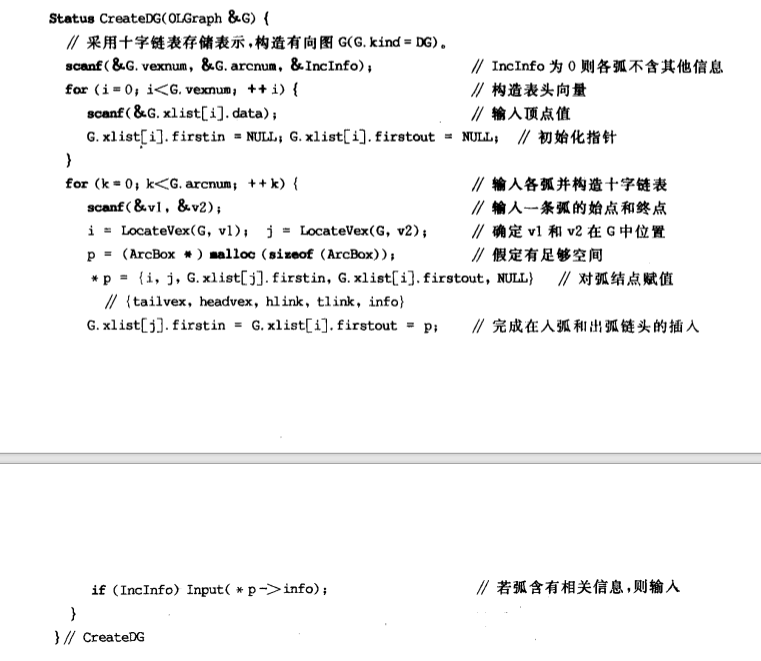 Status CreateDG(OLGraph &G) {
// 采用十字链表存储表示,构造有向图 G(G.kind = DG)。
scanf(&G.vexnum, &G.arcnum, &IncInfo); // IncInfo 为 0 则各弧不含其他信息
for (i = 0; i<G.vexnum; ++i) { // 构造表头向量
scanf(&G.xlist[i].data); // 输入顶点值
G.xlist[i].firstin = NULL; G.xlist[i].firstout = NULL; // 初始化指针
}
for (k = 0; k<G.arcnum; ++k) { // 输入各弧并构造十字链表
scanf(&v1, &v2); // 输入一条弧的始点和终点
i = LocateVex(G, v1); j = LocateVex(G, v2); // 确定 v1 和 v2 在 G 中位置
p = (ArcBox *) malloc (sizeof (ArcBox)); // 假定有足够空间
*p = {i, j, G.xlist[j].firstin, G.xlist[i].firstout, NULL} // 对弧结点赋值
// {tailvex, headvex, hlink, tlink, info}
G.xlist[j].firstin = G.xlist[i].firstout = p; // 完成在入弧和出弧链头的插入
if (IncInfo) Input( *p->info); // 若弧含有相关信息,则输入
}
}// CreateDG